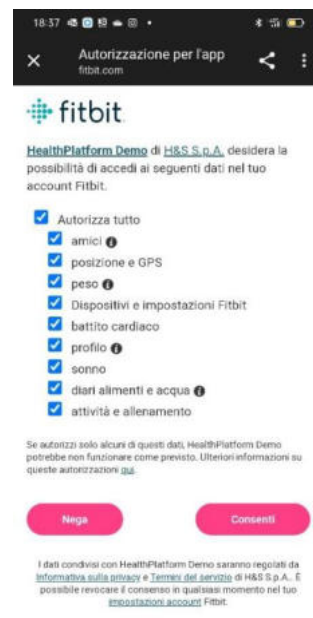 18:37
Autorizzazione per l'app
fitbit.com
fitbit
HealthPlatform Demo di H&S S.p.A. desidera la
possibilità di accedi ai seguenti dati nel tuo
account Fitbit.
Autorizza tutto
amici
posizione e GPS
peso
Dispositivi e impostazioni Fitbit
battito cardiaco
profilo
sonno
diari alimenti e acqua
attività e allenamento
Se autorizzi solo alcuni di questi dati, HealthPlatform Demo
potrebbe non funzionare come previsto. Ulteriori informazioni su
queste autorizzazioni qui.
Nega
Consenti
I dati condivisi con HealthPlatform Demo saranno regolati da
Informativa sulla privacy e Termini del servizio di H&S S.p.A.. È
possibile revocare il consenso in qualsiasi momento nel tuo
impostazioni account Fitbit.